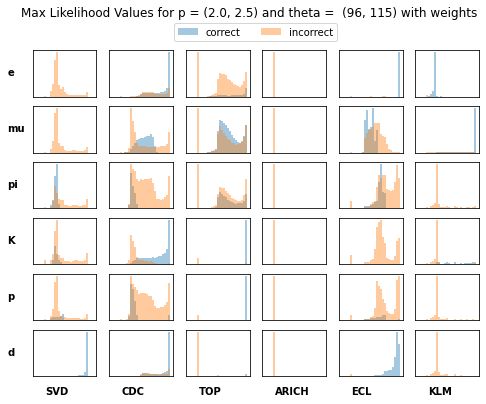 Max Likelihood Values for p = (2.0, 2.5) and theta =  (96, 115) with weights
correct
incorrect
e
mu
pi
K
p
d
SVD
CDC
TOP
ARICH
ECL
KLM